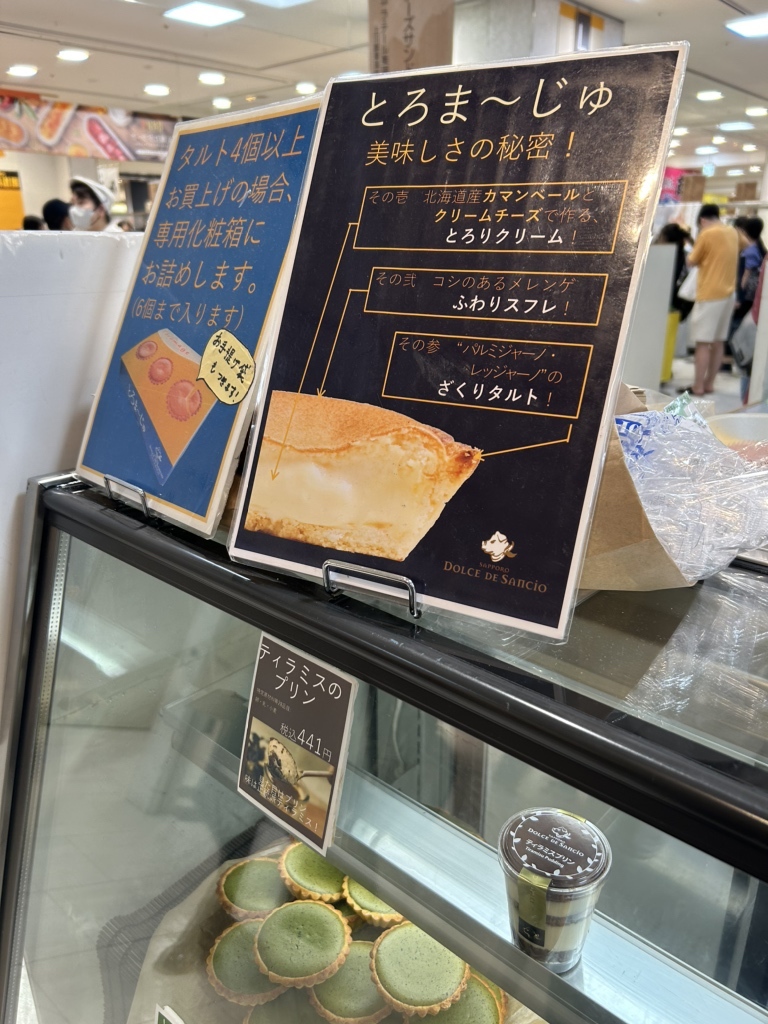 タルト4個以上
お買上げの場合、
専用化粧箱に
お詰めします。
(6個まで入ります)
お手提げ袋
も
とろま〜じゅ
美味しさの秘密！
その壱 北海道産カマンベールと
クリームチーズで作る、
とろりクリーム！
その弐 コシのあるメレンゲ
ふわりスフレ！
その参 “パルミジャーノ・
レッジャーノ”の
ざくりタルト！
SAPPORO
DOLCE DE SANCIO
ティラミスの
プリン
税込441円
DOLCE DE SANCIO
ティラミスプリン
Tiramisu Pudding